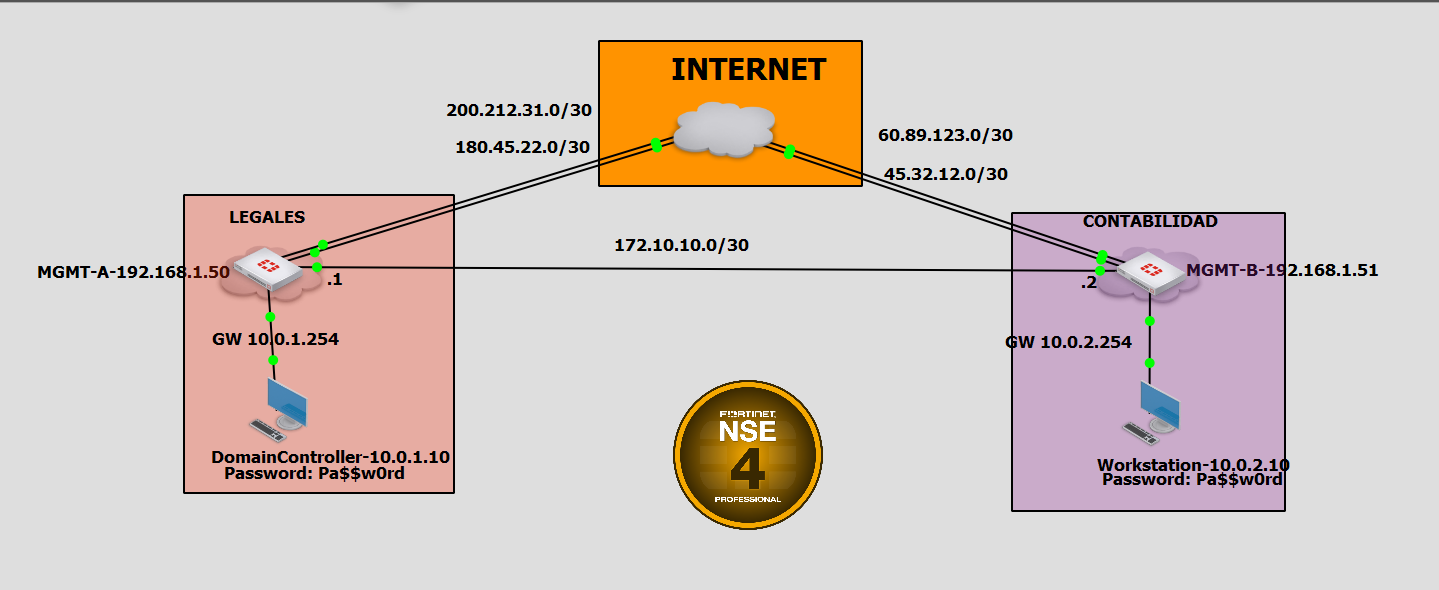 INTERNET
200.212.31.0/30
180.45.22.0/30
60.89.123.0/30
45.32.12.0/30
LEGALES
CONTABILIDAD
172.10.10.0/30
MGMT-A-192.168.1.50
.1
.2
MGMT-B-192.168.1.51
GW 10.0.1.254
GW 10.0.2.254
FORTINET
NSE
4
PROFESSIONAL
DomainController-10.0.1.10
Password: Pa$$w0rd
Workstation-10.0.2.10
Password: Pa$$w0rd